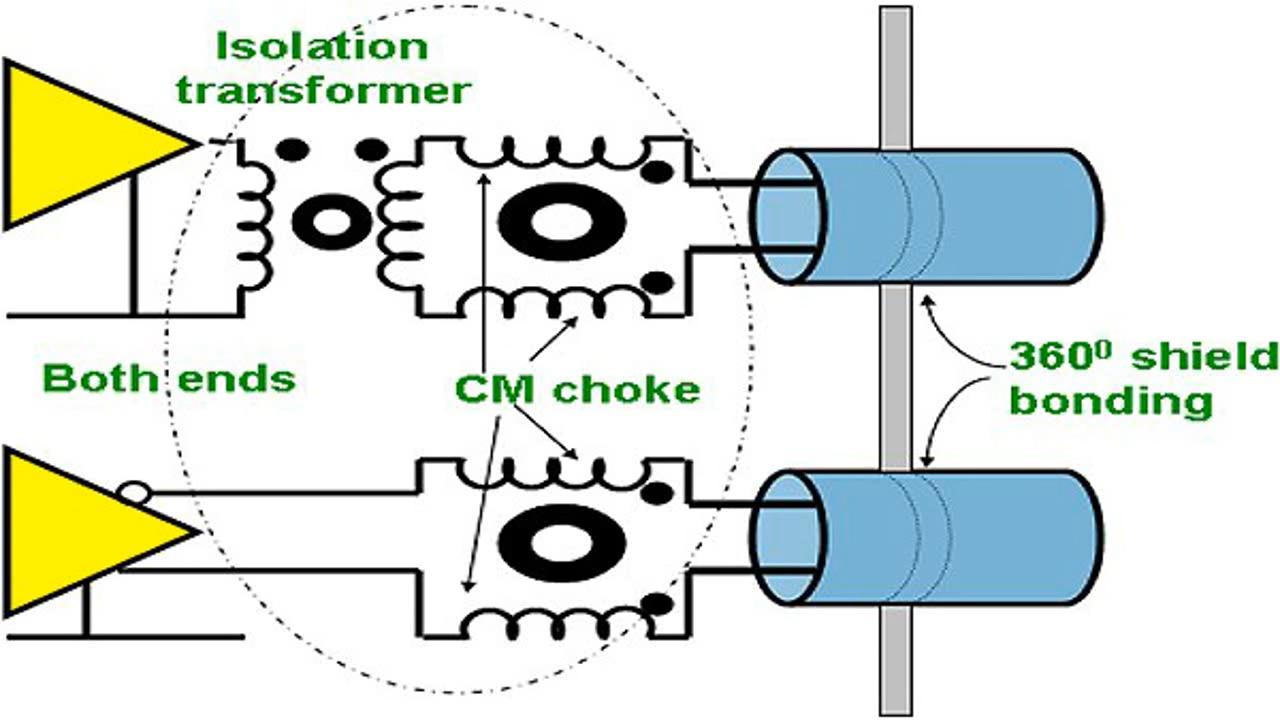 Isolation
transformer
Both ends
CM choke
360⁰ shield
bonding